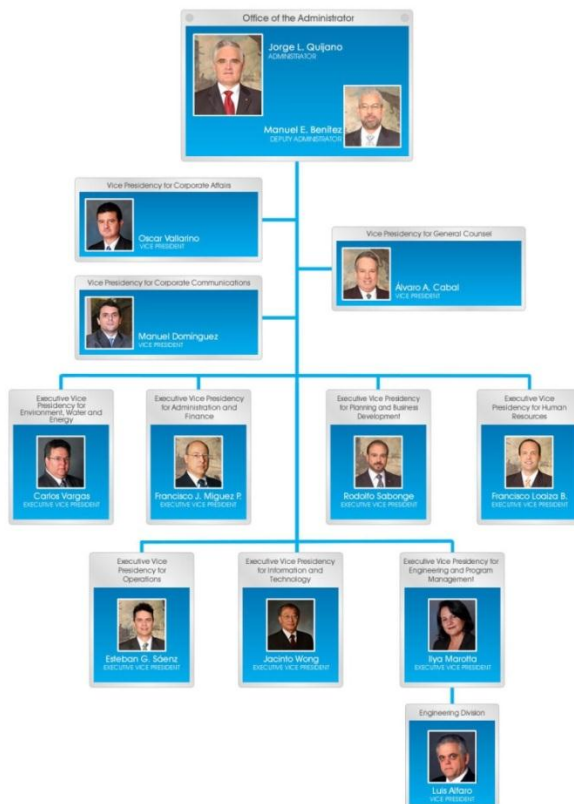 Office of the Administrator
Jorge L. Quijano
ADMINISTRATOR
Manuel E. Benítez
DEPUTY ADMINISTRATOR
Vice Presidency for Corporate Affairs
Oscar Vallarino
VICE PRESIDENT
Vice Presidency for General Counsel
Álvaro A. Cabal
VICE PRESIDENT
Vice Presidency for Corporate Communications
Manuel Domínguez
VICE PRESIDENT
Executive Vice
Presidency for
Environment, Water and
Energy
Carlos Vargas
EXECUTIVE VICE PRESIDENT
Executive Vice Presidency
for Administration and
Finance
Francisco J. Miguez P.
EXECUTIVE VICE PRESIDENT
Executive Vice Presidency
for Planning and Business
Development
Rodolfo Sabonge
EXECUTIVE VICE PRESIDENT
Executive Vice
Presidency for Human
Resources
Francisco Loaiza B.
EXECUTIVE VICE PRESIDENT
Executive Vice
Presidency for
Operations
Esteban G. Sáenz
EXECUTIVE VICE PRESIDENT
Executive Vice Presidency
for Information and
Technology
Jacinto Wong
EXECUTIVE VICE PRESIDENT
Executive Vice Presidency for
Engineering and Program
Management
Ilya Marotta
EXECUTIVE VICE PRESIDENT
Engineering Division
Luis Alfaro
VICE PRESIDENT